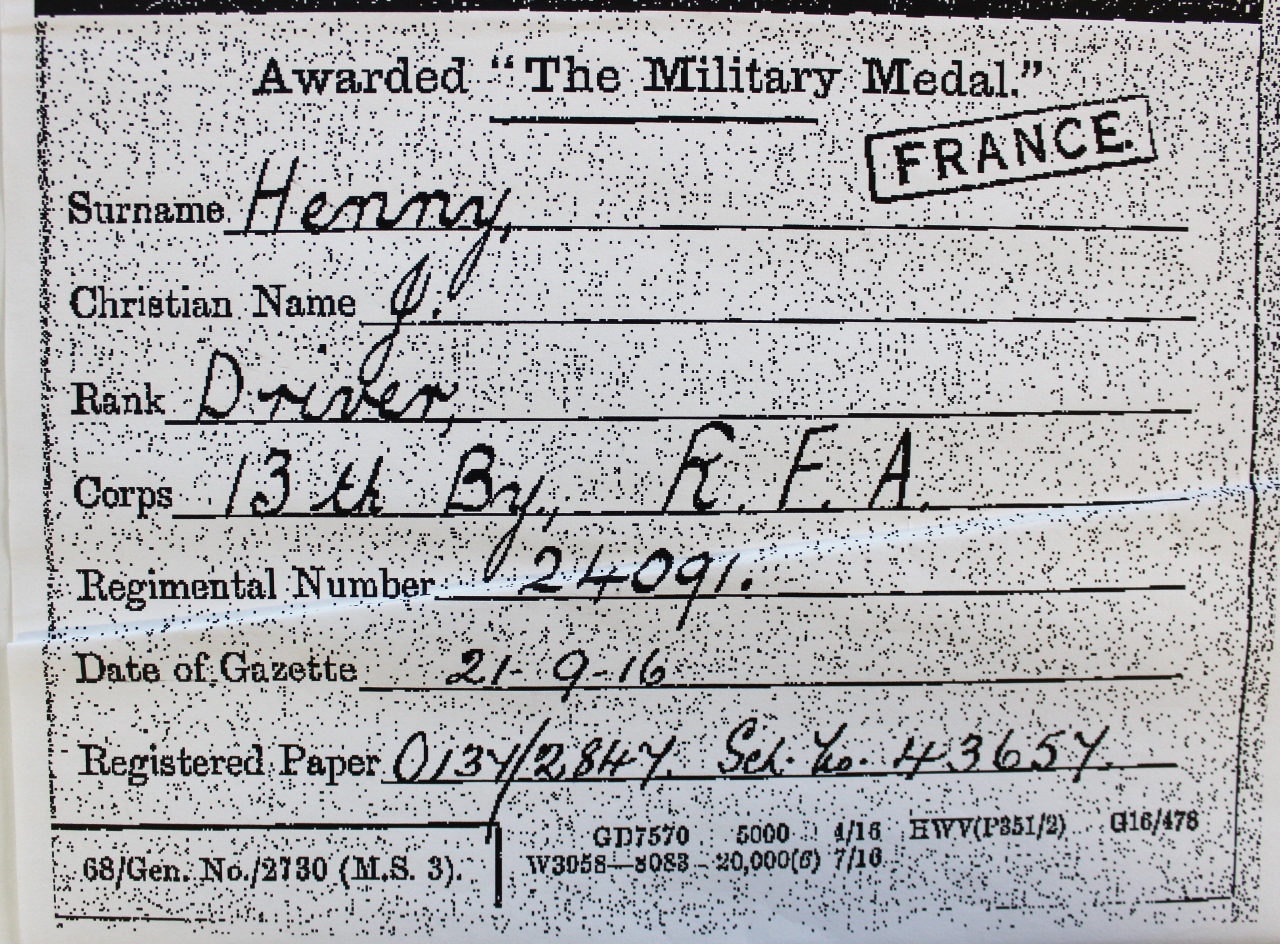 Awarded "The Military Medal."
FRANCE.
Surname Henny,
Christian Name J.
Rank Driver,
Corps 13th By., R. F. A.
Regimental Number 24091.
Date of Gazette 21-9-16
Registered Paper 0137/2847. Sch. No. 43657.
68/Gen. No./2730 (M.S. 3).
GD7570 5000 4/16 HWV(P351/2) G16/478
W3058—8083 - 20,000(6) 7/16